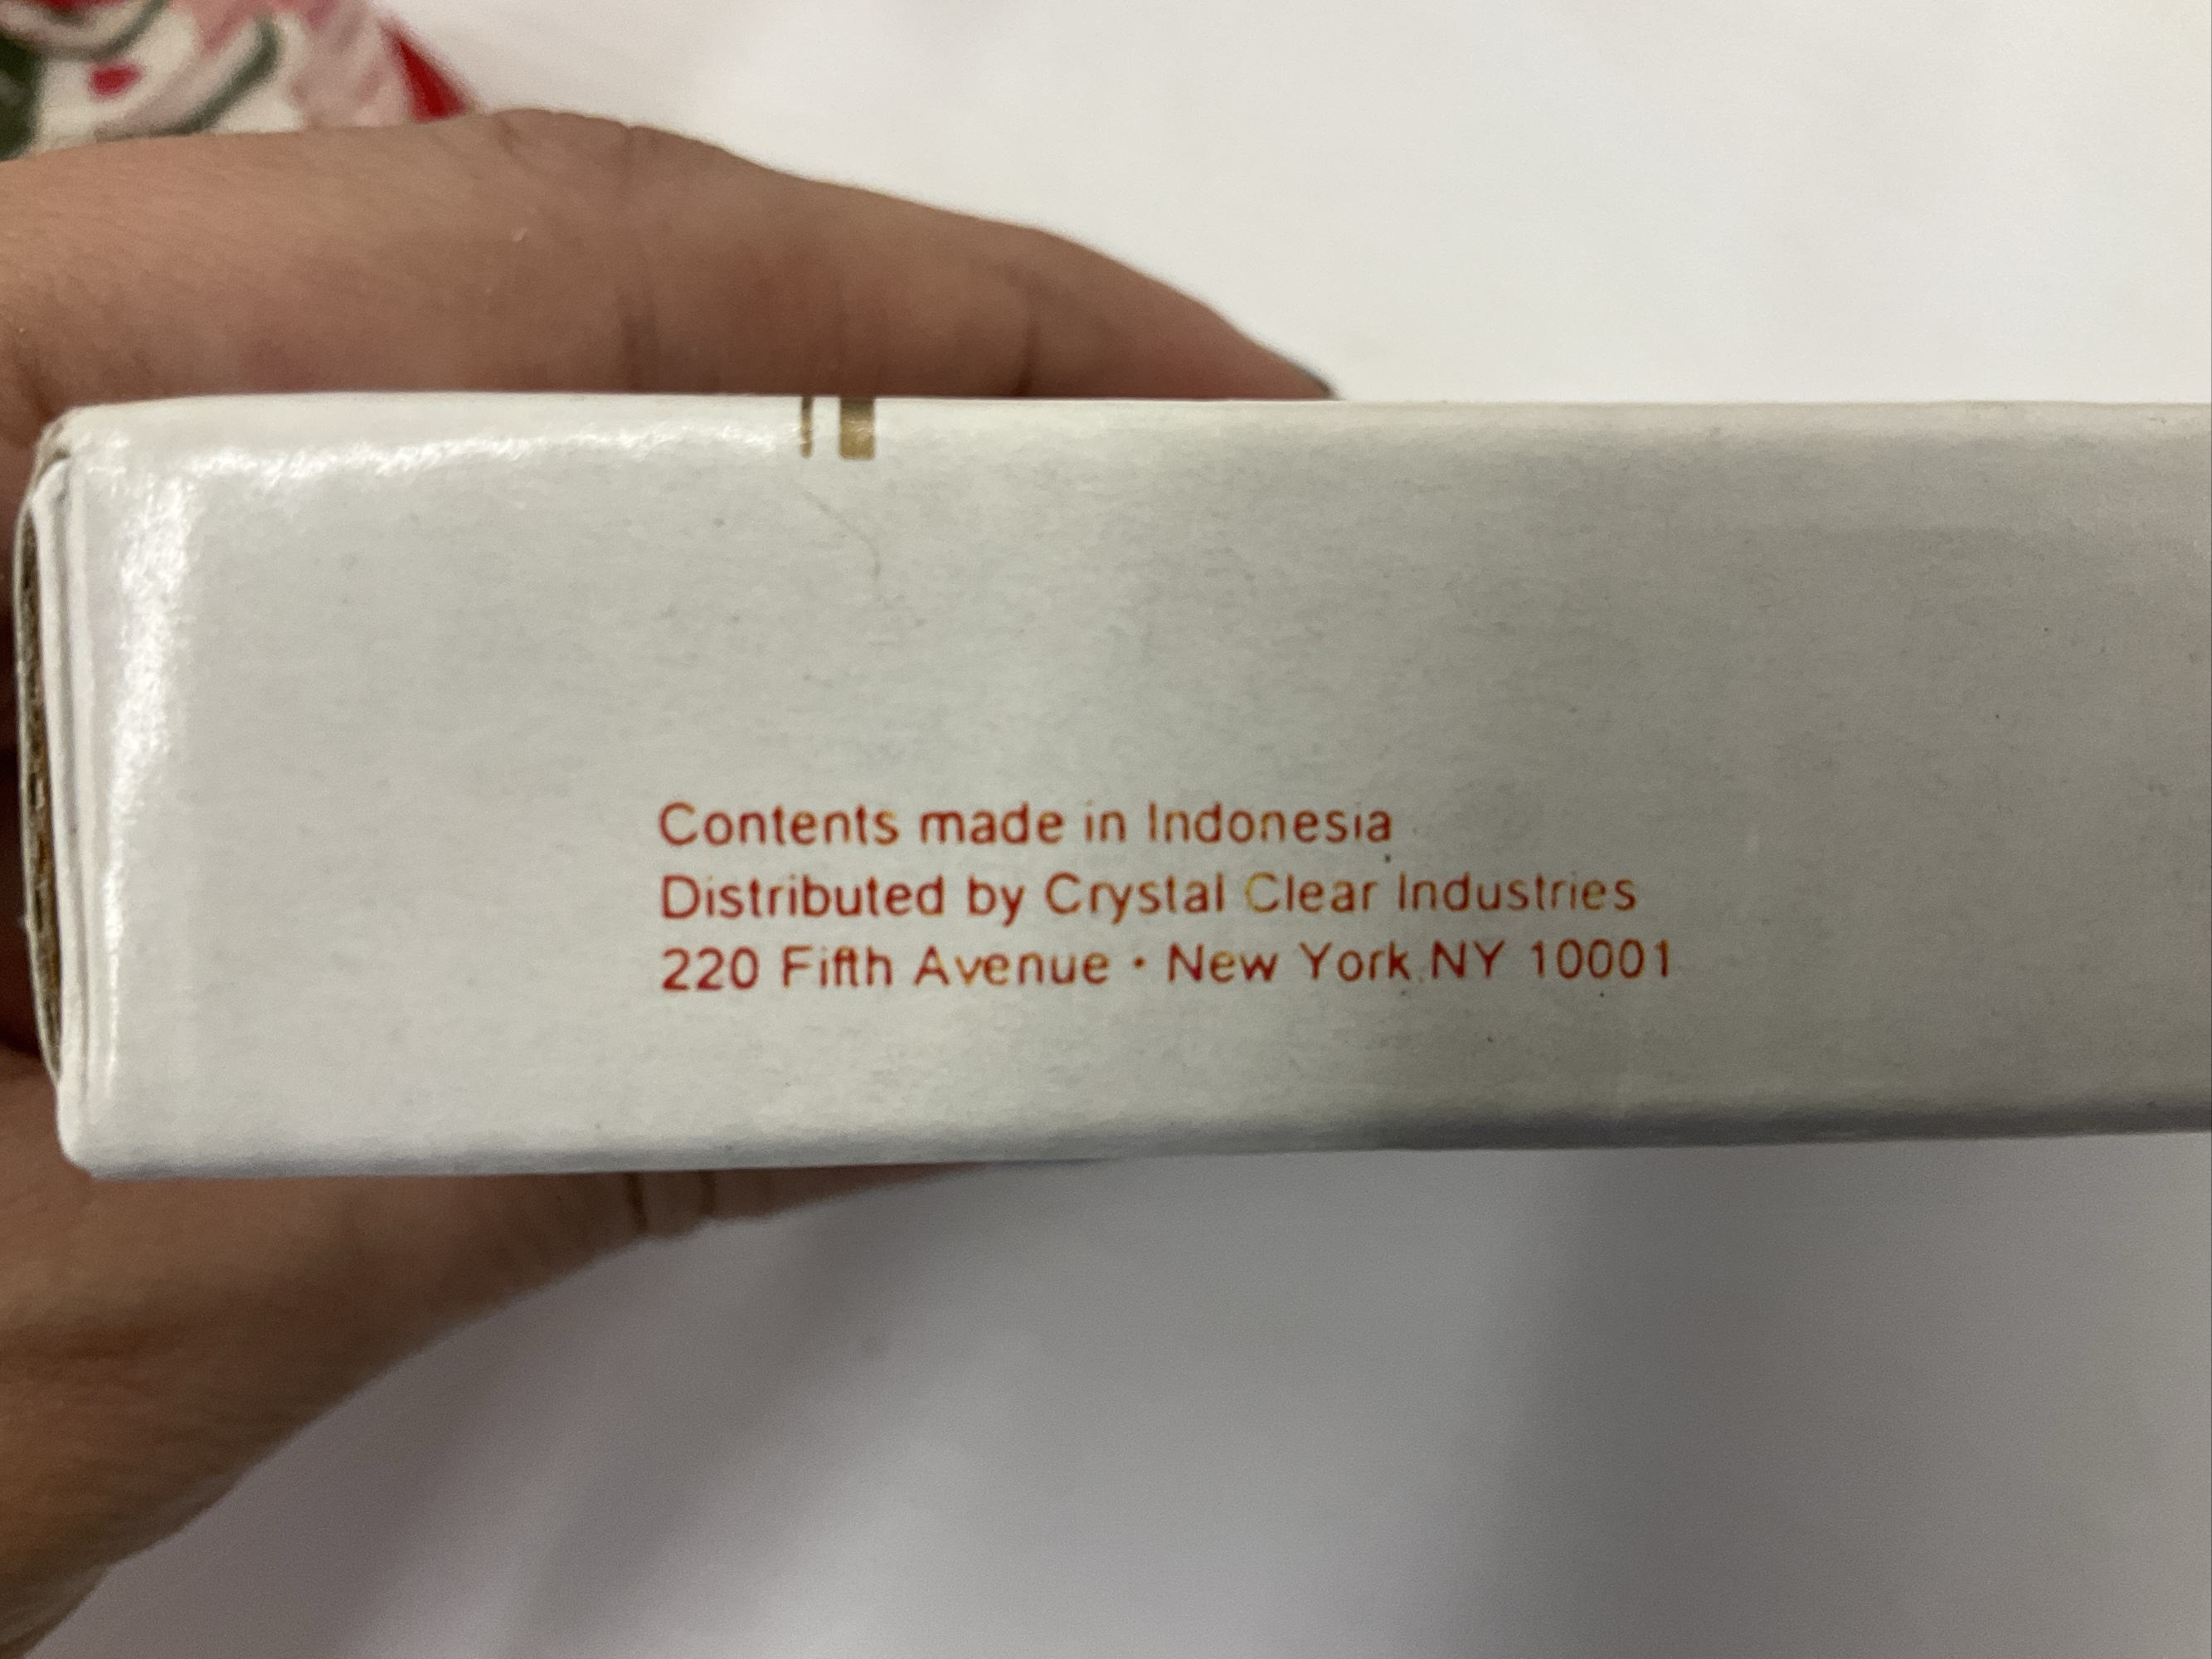 Contents made in Indonesia
Distributed by Crystal Clear Industries
220 Fifth Avenue • New York, NY 10001